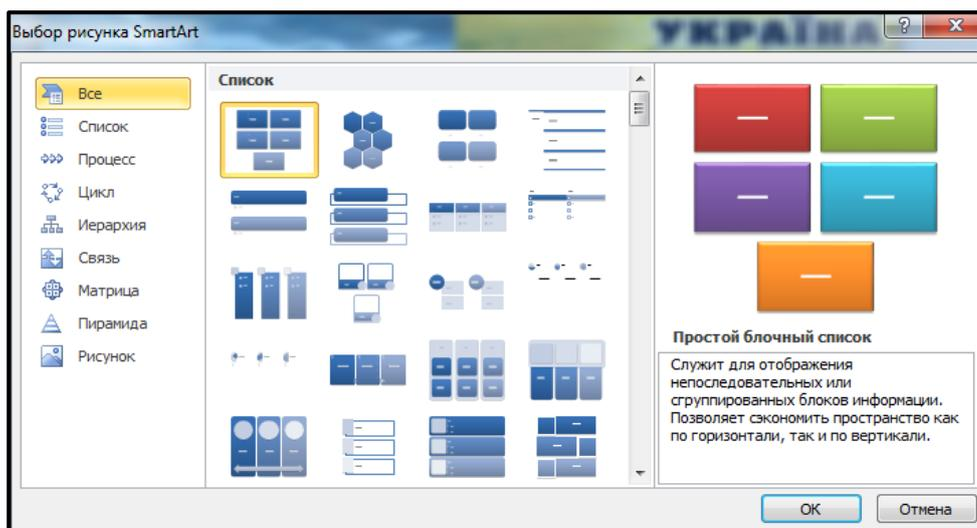 Выбор рисунка SmartArt
УКРАЇНА
Все
Список
Процесс
Цикл
Иерархия
Связь
Матрица
Пирамида
Рисунок
Список
Простой блочный список
Служит для отображения
непоследовательных или
сгруппированных блоков информации.
Позволяет сэкономить пространство как
по горизонтали, так и по вертикали.
ОК
Отмена